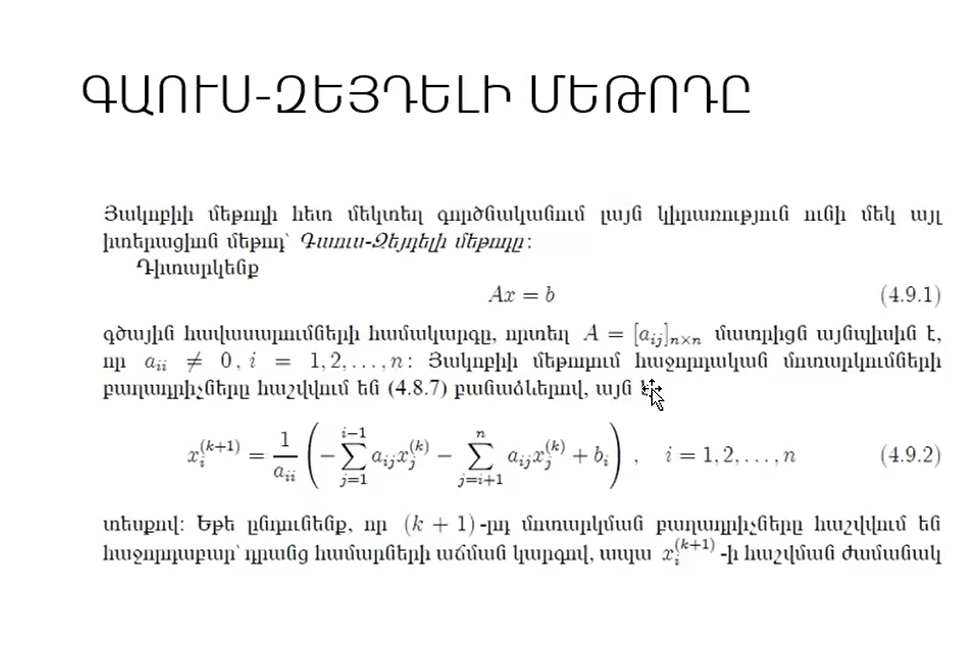 ԳԱՈՒՍ-ԶԵՅԴԵԼԻ ՄԵԹՈԴԸ
Յակոբիի մեթոդի հետ մեկտեղ գործնականում լայն կիրառություն ունի մեկ այլ
իտերացիոն մեթոդ՝ Գաուս-Զեյդելի մեթոդը:
Դիտարկենք
Ax = b (4.9.1)
գծային հավասարումների համակարգը, որտեղ A = [a_{ij}]_{n×n} մատրիցն այնպիսին է,
որ a_{ii} ≠ 0, i = 1, 2, . . . , n: Յակոբիի մեթոդում հաջորդական մոտարկումների
բաղադրիչները հաշվվում են (4.8.7) բանաձևերով, այն
x_i^{(k+1)} = \frac{1}{a_{ii}} \left( -\sum_{j=1}^{i-1} a_{ij} x_j^{(k)} - \sum_{j=i+1}^{n} a_{ij} x_j^{(k)} + b_i \right), i = 1, 2, . . . , n (4.9.2)
տեսքով: Եթե ընդունենք, որ (k + 1)-րդ մոտարկման բաղադրիչները հաշվվում են
հաջորդաբար՝ դրանց համարների աճման կարգով, ապա x_i^{(k+1)}-ի հաշվման ժամանակ